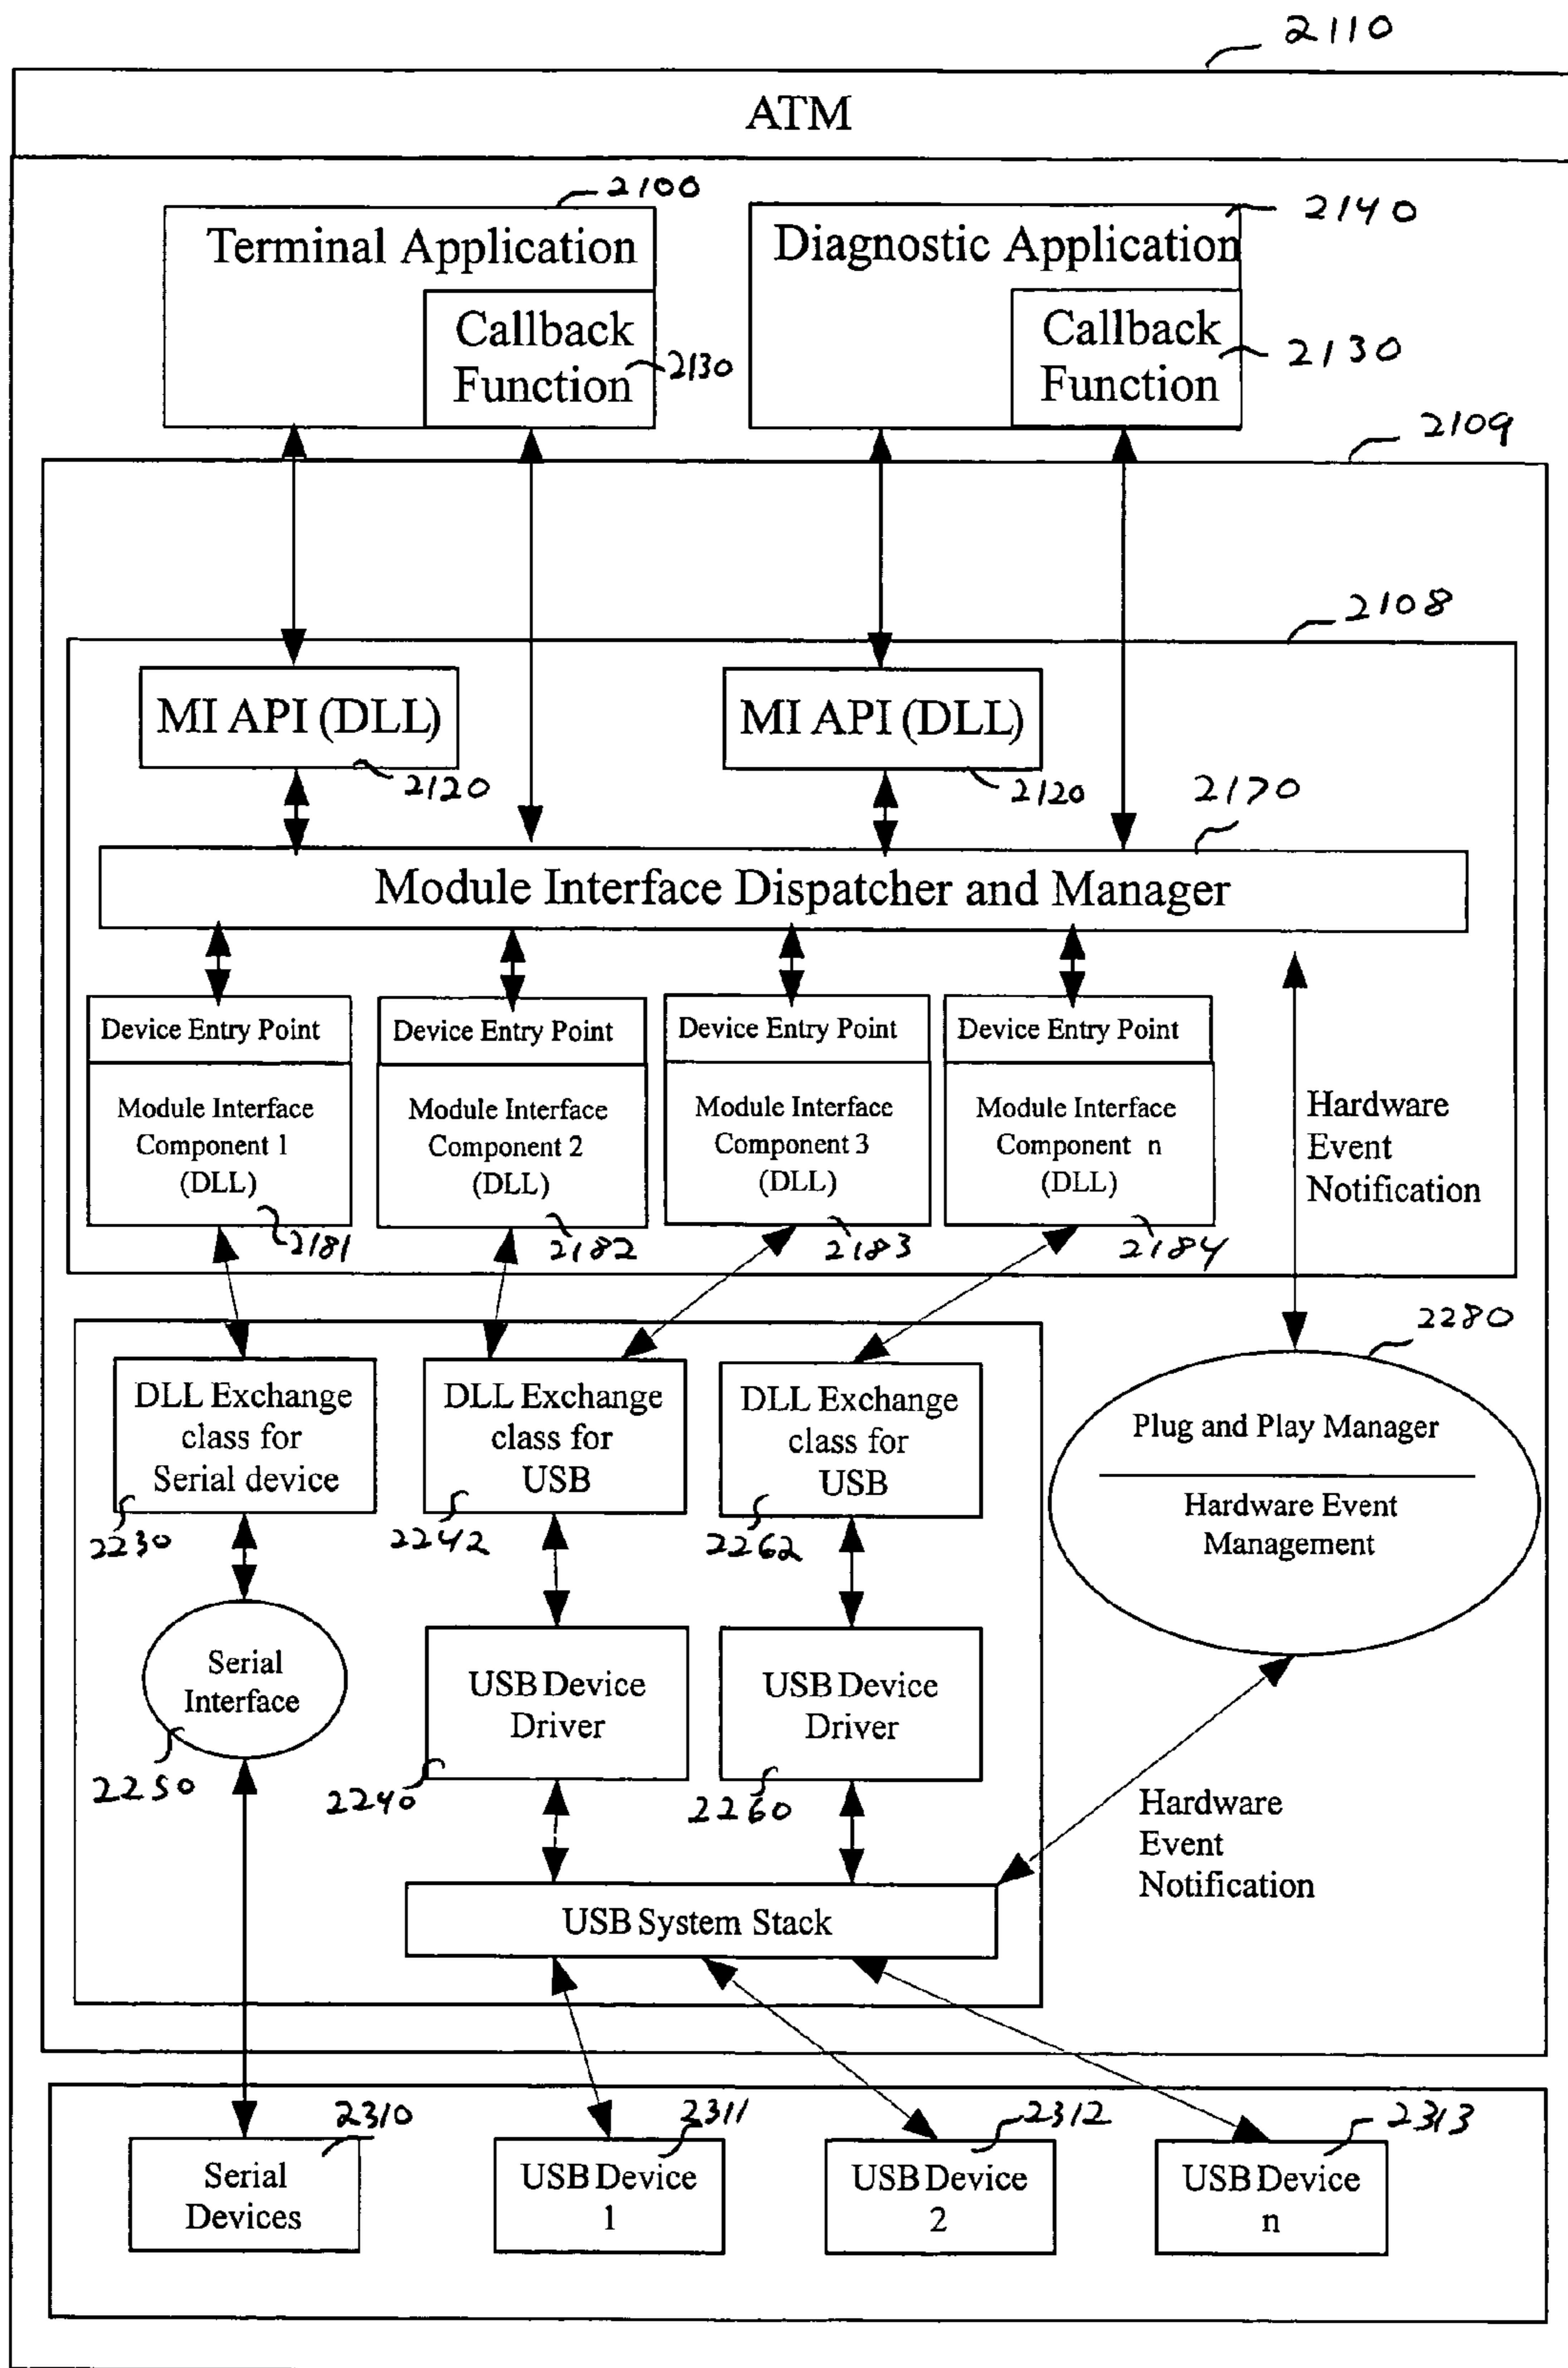 2110
ATM
2100
2140
Terminal Application
Diagnostic Application
Callback
Function
2130
Callback
Function
2130
2109
2108
MI API (DLL)
MI API (DLL)
2120
2120
2170
Module Interface Dispatcher and Manager
Device Entry Point
Device Entry Point
Device Entry Point
Device Entry Point
Module Interface
Component 1
(DLL)
Module Interface
Component 2
(DLL)
Module Interface
Component 3
(DLL)
Module Interface
Component n
(DLL)
Hardware
Event
Notification
2181
2182
2183
2184
2280
DLL Exchange
class for
Serial device
DLL Exchange
class for
USB
DLL Exchange
class for
USB
Plug and Play Manager
Hardware Event
Management
2230
2242
2262
Serial
Interface
USB Device
Driver
USB Device
Driver
2250
2240
2260
Hardware
Event
Notification
USB System Stack
2310
2311
2312
2313
Serial
Devices
USB Device
1
USB Device
2
USB Device
n